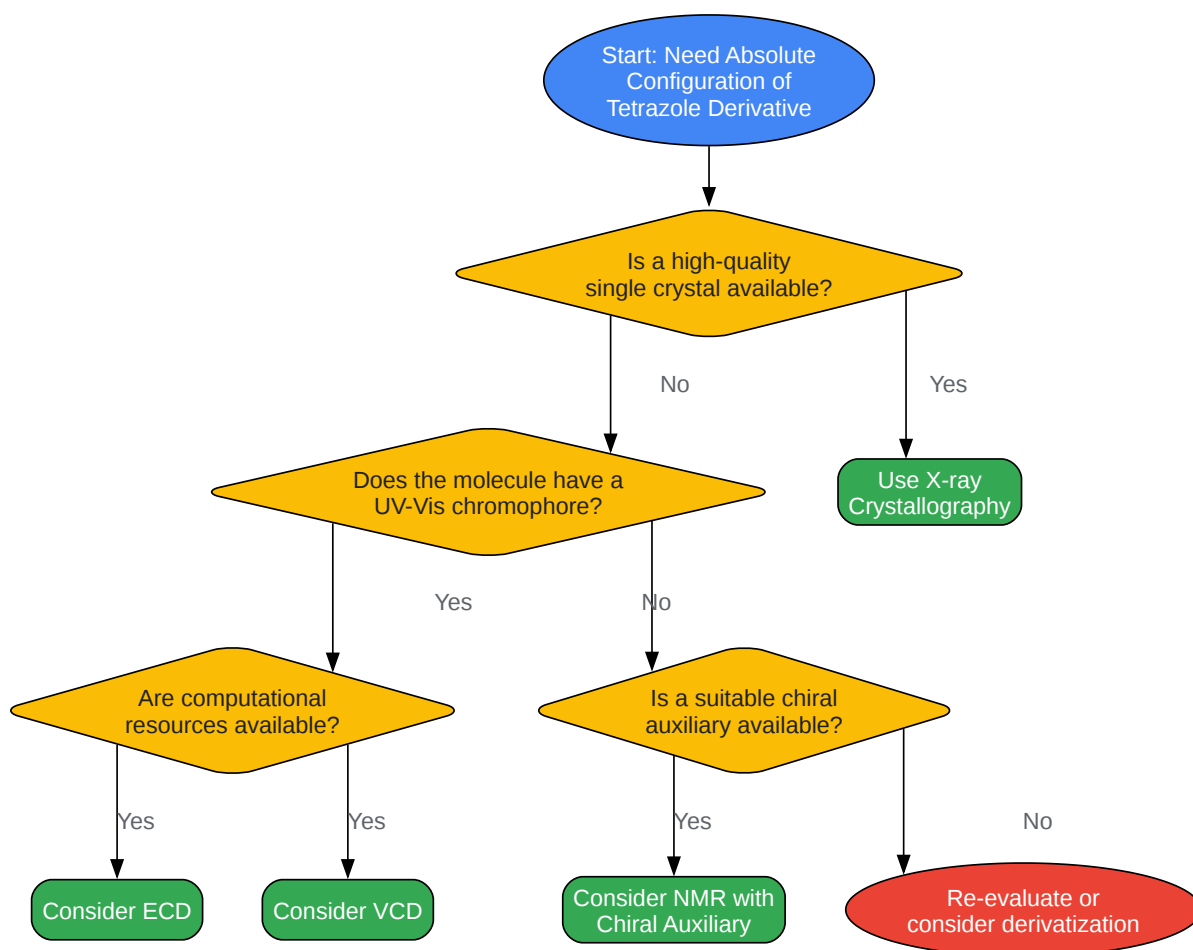 Start: Need Absolute
Configuration of
Tetrazole Derivative
Is a high-quality
single crystal available?
No
Yes
Does the molecule have a
UV-Vis chromophore?
Use X-ray
Crystallography
Yes
No
Are computational
resources available?
Is a suitable chiral
auxiliary available?
Yes
Yes
Yes
No
Consider ECD
Consider VCD
Consider NMR with
Chiral Auxiliary
Re-evaluate or
consider derivatization